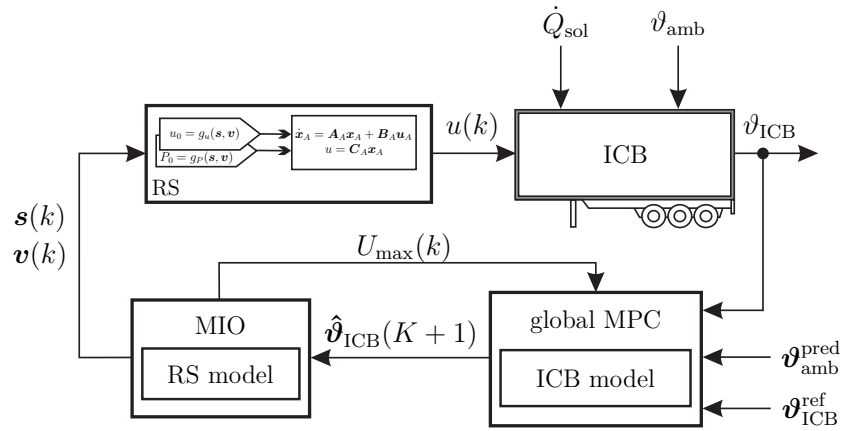 Q̇_sol
ϑ_amb
u_0 = g_u(s, v)
P_0 = g_P(s, v)
ẋ_A = A_A x_A + B_A u_A
u = C_A x_A
RS
u(k)
ICB
ϑ_ICB
s(k)
v(k)
U_max(k)
MIO
RS model
ϑ̂_ICB(K + 1)
global MPC
ICB model
ϑ_amb^pred
ϑ_ICB^ref